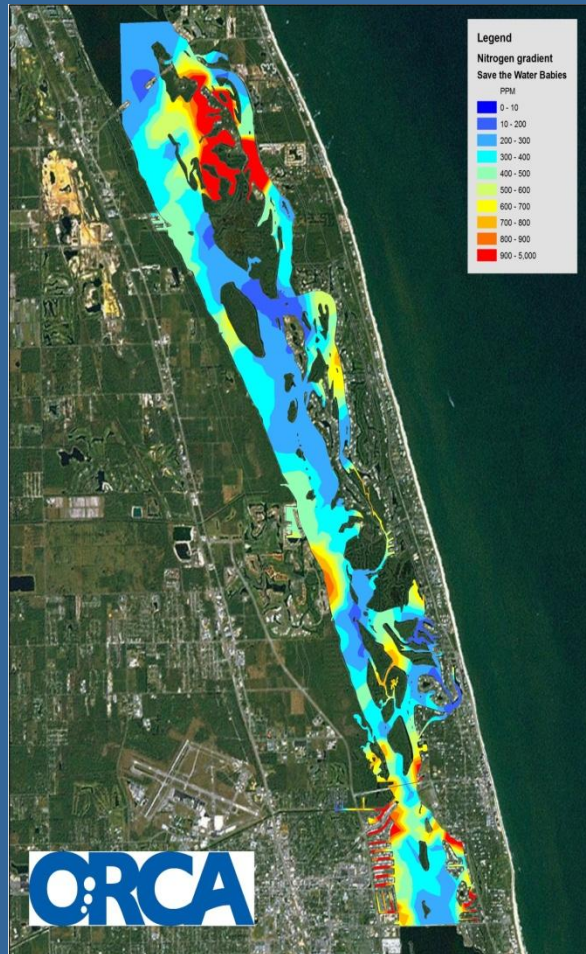 Legend
Nitrogen gradient
Save the Water Babies
PPM
0 - 10
10 - 200
200 - 300
300 - 400
400 - 500
500 - 600
600 - 700
700 - 800
800 - 900
900 - 5,000
ORCA